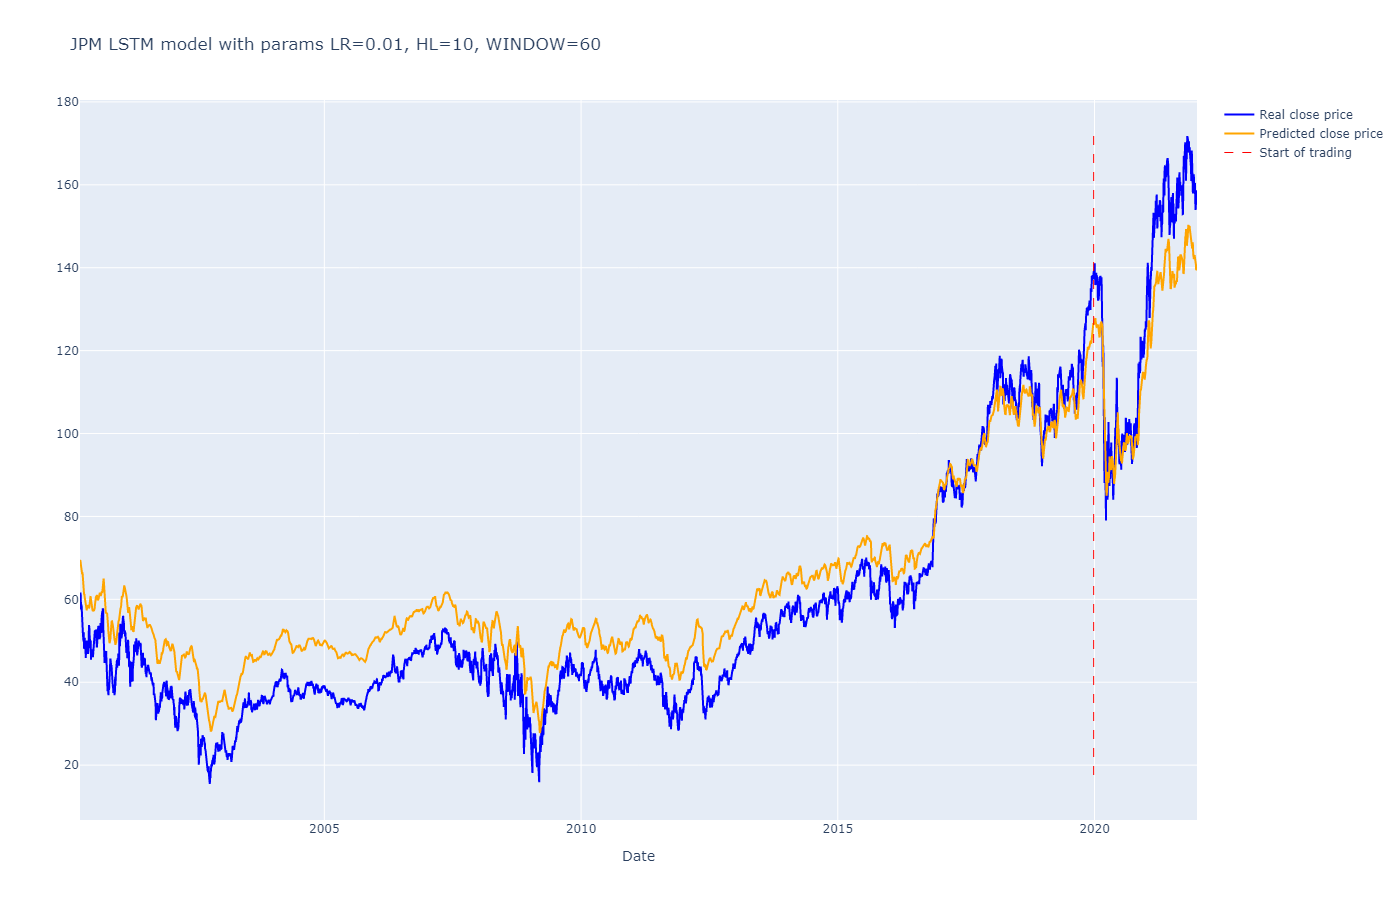 JPM LSTM model with params LR=0.01, HL=10, WINDOW=60
180
160
140
120
100
80
60
40
20
2005
2010
2015
2020
Date
Real close price
Predicted close price
Start of trading